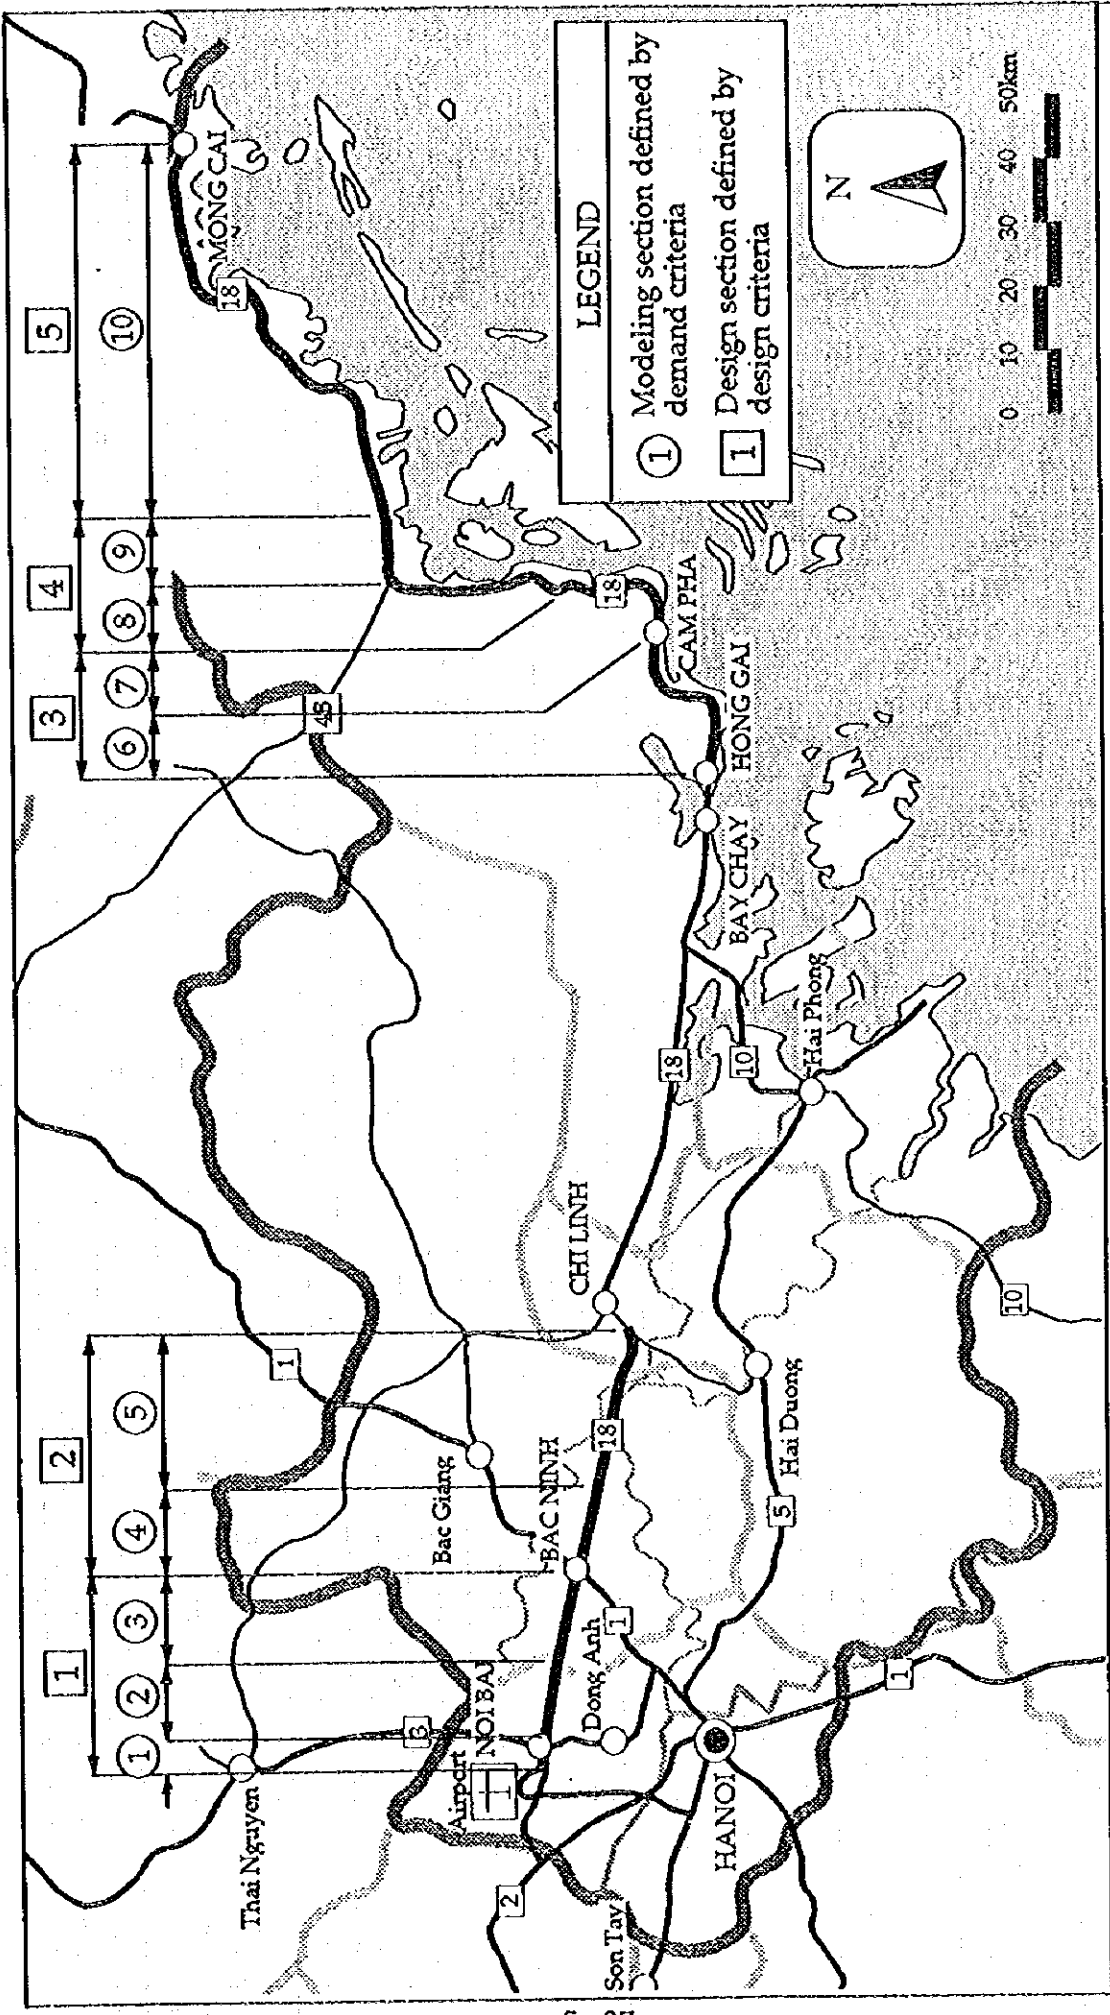 1
2
3
4
5
1
2
3
4
5
6
7
8
9
10
Thai Nguyen
3
1
4B
18
MONG CAI
Airport
NOI BAI
Bac Giang
BAC NINH
CHI LINH
18
18
18
CAM PHA
HONG GAI
BAY CHAY
2
Son Tay
Dong Anh
1
HANOI
5
Hai Duong
10
Hai Phong
1
10
LEGEND
1 Modeling section defined by
demand criteria
1 Design section defined by
design criteria
N
0 10 20 30 40 50km